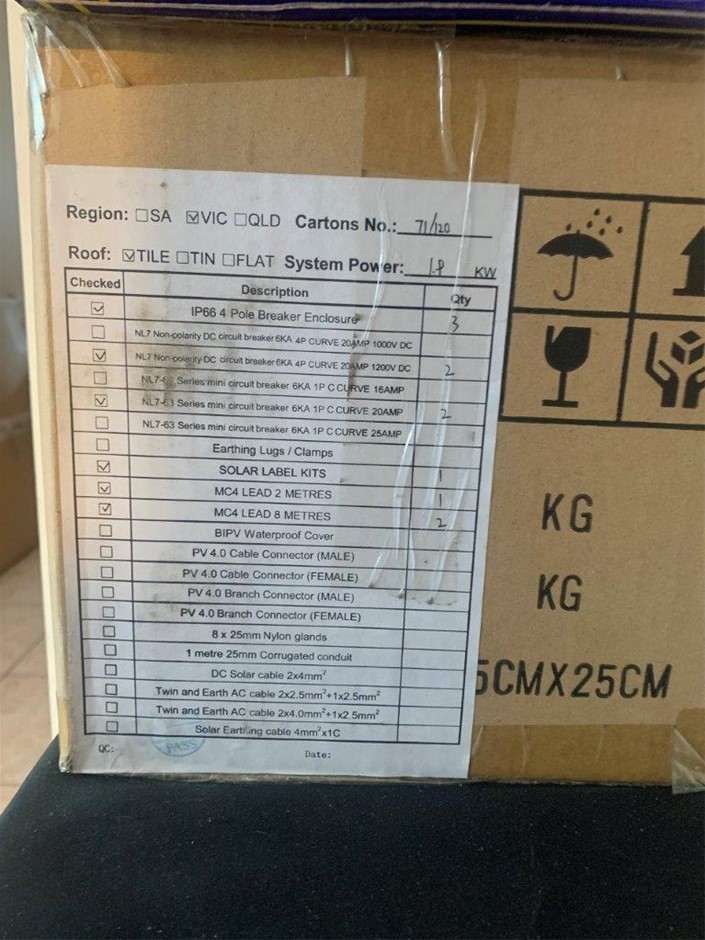 Region: ☐SA ☑VIC ☐QLD Cartons No.: 71/120
Roof: ☑TILE ☐TIN ☐FLAT System Power: 1.8 KW
Checked Description Qty
☑ IP66 4 Pole Breaker Enclosure 3
☐ NL7 Non-polarity DC circuit breaker 6KA 4P CURVE 20AMP 1000V DC
☑ NL7 Non-polarity DC circuit breaker 6KA 4P CURVE 20AMP 1200V DC 2
☐ Series mini circuit breaker 6KA 1P C CURVE 16AMP
☑ NL7-63 Series mini circuit breaker 6KA 1P C CURVE 20AMP 2
☐ NL7-63 Series mini circuit breaker 6KA 1P C CURVE 25AMP
☐ Earthing Lugs / Clamps
☑ SOLAR LABEL KITS 1
☑ MC4 LEAD 2 METRES 1
☑ MC4 LEAD 8 METRES 2
☐ BIPV Waterproof Cover
☐ PV 4.0 Cable Connector (MALE)
☐ PV 4.0 Cable Connector (FEMALE)
☐ PV 4.0 Branch Connector (MALE)
☐ PV 4.0 Branch Connector (FEMALE)
☐ 8 x 25mm Nylon glands
☐ 1 metre 25mm Corrugated conduit
☐ DC Solar cable 2x4mm²
☐ Twin and Earth AC cable 2x2.5mm²+1x2.5mm²
☐ Twin and Earth AC cable 2x4.0mm²+1x2.5mm²
☐ Solar Earthing cable 4mm²x1C
QC: PASS Date:
KG
KG
5CMX25CM